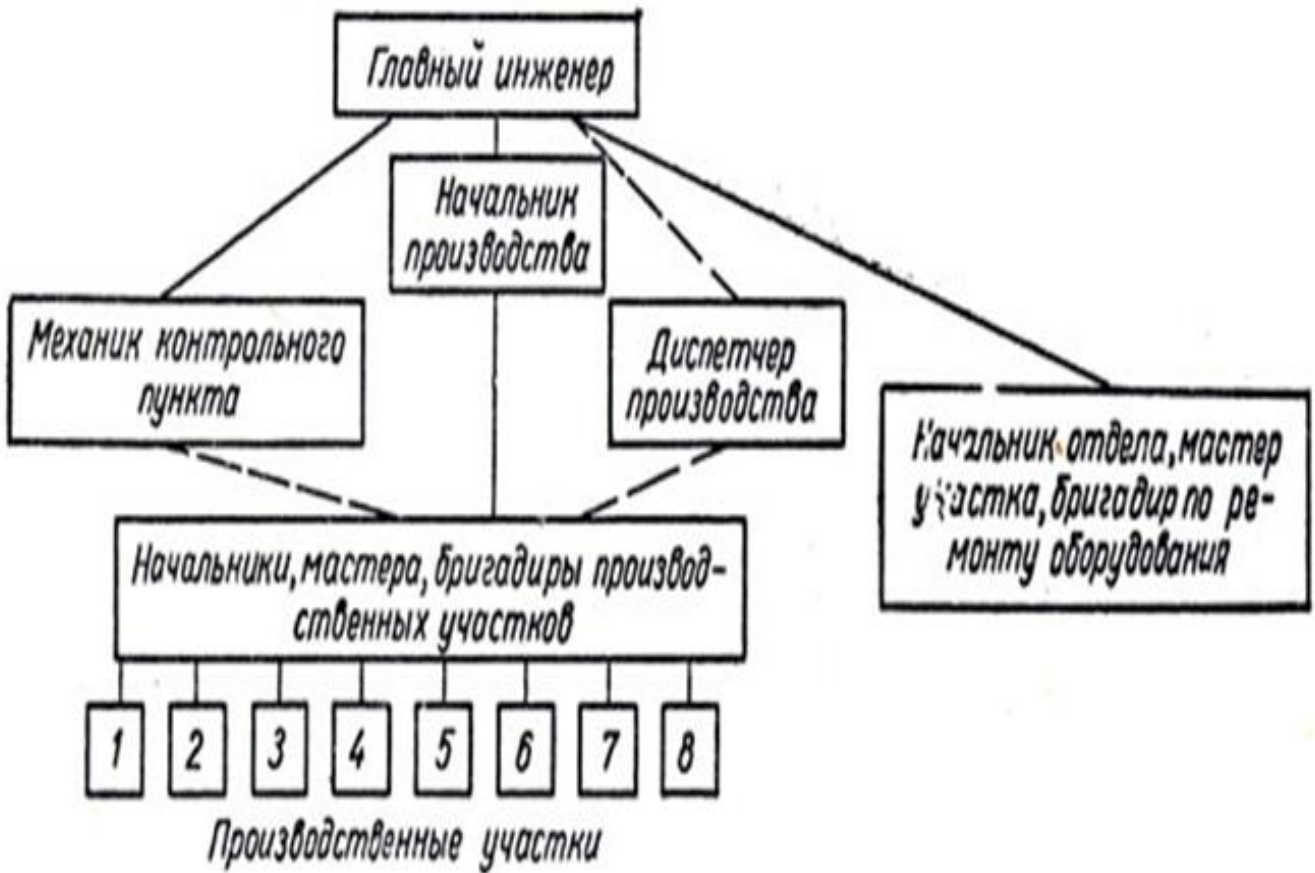 Главный инженер
Начальник
производства
Механик контрольного
пункта
Диспетчер
производства
Начальник отдела, мастер
участка, бригадир по ре-
монту оборудования
Начальники, мастера, бригадиры производ-
ственных участков
1 2 3 4 5 6 7 8
Производственные участки